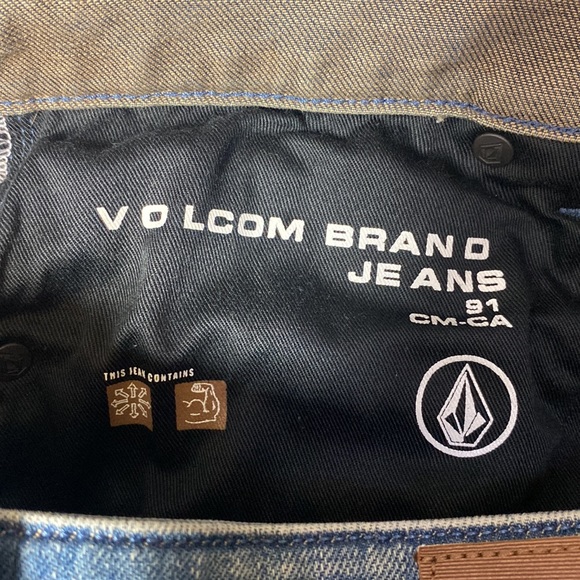 VOLCOM BRAND
JEANS
91
CM-CA
THIS JEAN CONTAINS